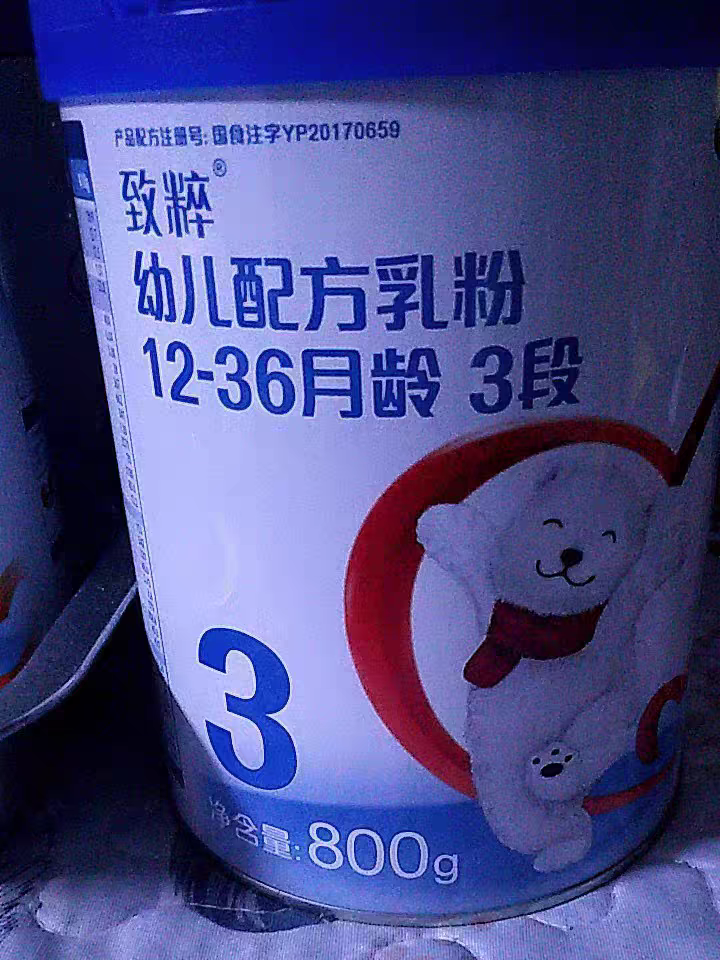 产品配方注册号:国食注字YP20170659
致粹®
幼儿配方乳粉
12-36月龄 3段
3
净含量:800g